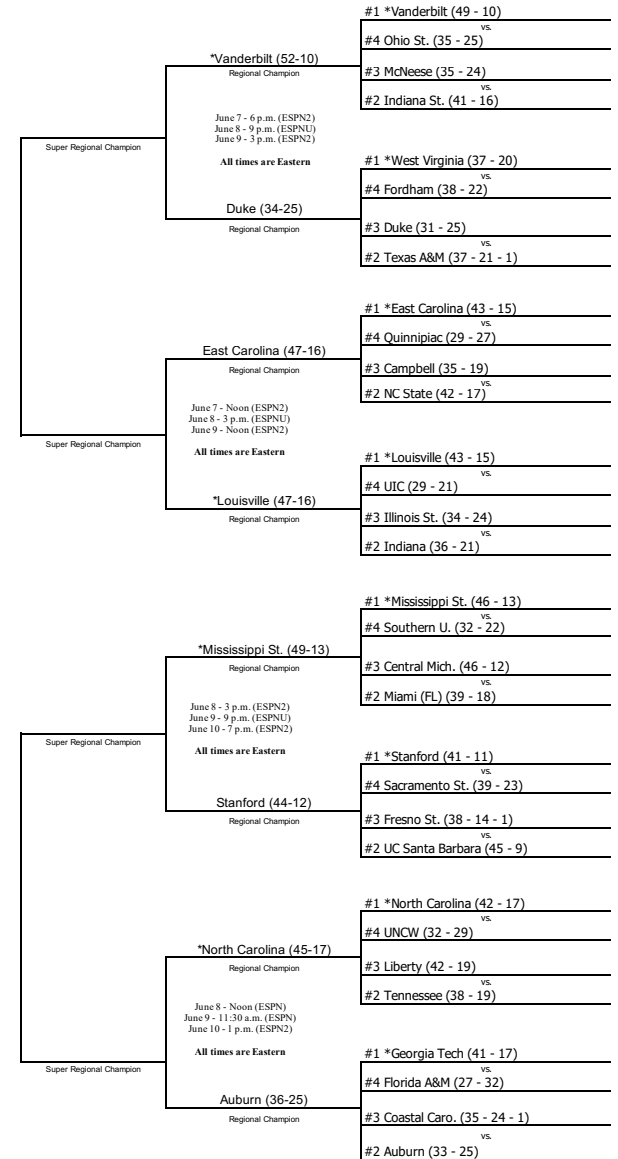 #1 *Vanderbilt (49 - 10)
vs.
#4 Ohio St. (35 - 25)
*Vanderbilt (52-10)
Regional Champion
#3 McNeese (35 - 24)
vs.
#2 Indiana St. (41 - 16)
June 7 - 6 p.m. (ESPN2)
June 8 - 9 p.m. (ESPNU)
June 9 - 3 p.m. (ESPN2)
All times are Eastern
Super Regional Champion
#1 *West Virginia (37 - 20)
vs.
#4 Fordham (38 - 22)
Duke (34-25)
Regional Champion
#3 Duke (31 - 25)
vs.
#2 Texas A&M (37 - 21 - 1)
#1 *East Carolina (43 - 15)
vs.
#4 Quinnipiac (29 - 27)
East Carolina (47-16)
Regional Champion
#3 Campbell (35 - 19)
vs.
#2 NC State (42 - 17)
June 7 - Noon (ESPN2)
June 8 - 3 p.m. (ESPNU)
June 9 - Noon (ESPN2)
All times are Eastern
Super Regional Champion
#1 *Louisville (43 - 15)
vs.
#4 UIC (29 - 21)
*Louisville (47-16)
Regional Champion
#3 Illinois St. (34 - 24)
vs.
#2 Indiana (36 - 21)
#1 *Mississippi St. (46 - 13)
vs.
#4 Southern U. (32 - 22)
*Mississippi St. (49-13)
Regional Champion
#3 Central Mich. (46 - 12)
vs.
#2 Miami (FL) (39 - 18)
June 8 - 3 p.m. (ESPN2)
June 9 - 9 p.m. (ESPNU)
June 10 - 7 p.m. (ESPN2)
All times are Eastern
Super Regional Champion
#1 *Stanford (41 - 11)
vs.
#4 Sacramento St. (39 - 23)
Stanford (44-12)
Regional Champion
#3 Fresno St. (38 - 14 - 1)
vs.
#2 UC Santa Barbara (45 - 9)
#1 *North Carolina (42 - 17)
vs.
#4 UNCW (32 - 29)
*North Carolina (45-17)
Regional Champion
#3 Liberty (42 - 19)
vs.
#2 Tennessee (38 - 19)
June 8 - Noon (ESPN)
June 9 - 11:30 a.m. (ESPN)
June 10 - 1 p.m. (ESPN2)
All times are Eastern
Super Regional Champion
#1 *Georgia Tech (41 - 17)
vs.
#4 Florida A&M (27 - 32)
Auburn (36-25)
Regional Champion
#3 Coastal Caro. (35 - 24 - 1)
vs.
#2 Auburn (33 - 25)